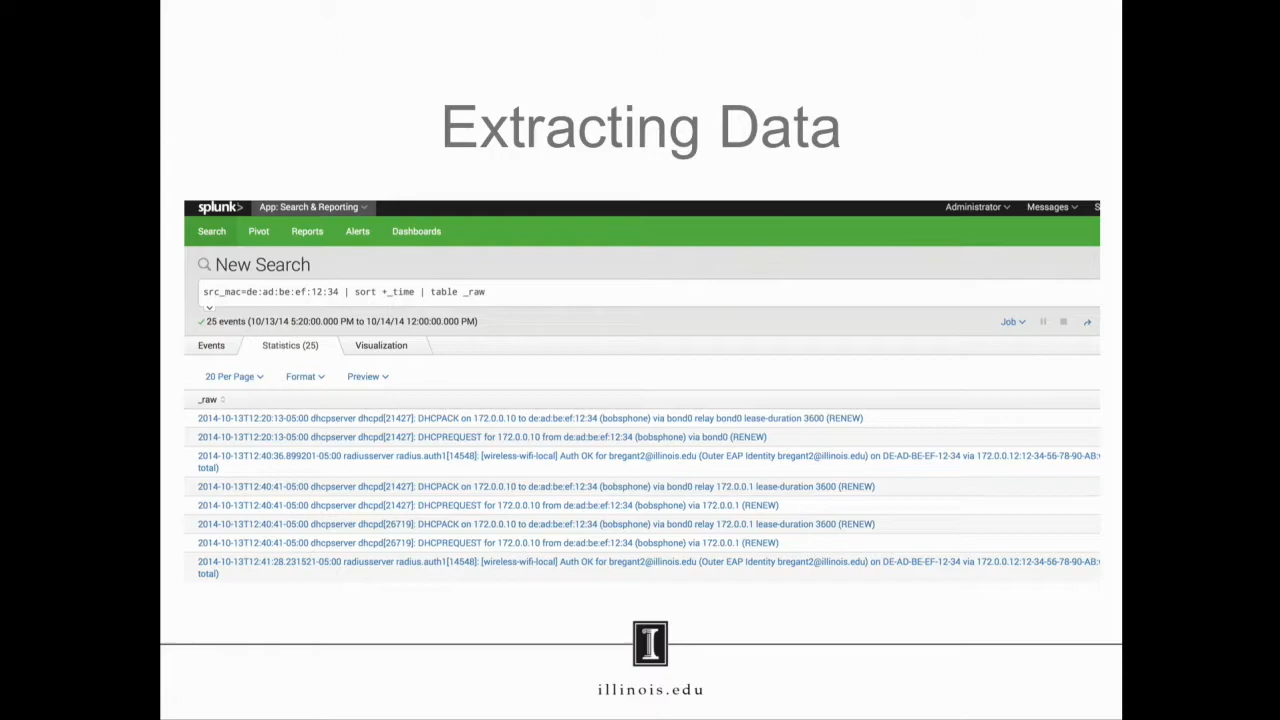 Extracting Data
splunk> App: Search & Reporting Administrator Messages S
Search Pivot Reports Alerts Dashboards
New Search
src_mac=de:ad:be:ef:12:34 | sort +_time | table _raw
25 events (10/13/14 5:20:00.000 PM to 10/14/14 12:00:00.000 PM)
Job
Events Statistics (25) Visualization
20 Per Page Format Preview
_raw
2014-10-13T12:20:13-05:00 dhcpserver dhcpd[21427]: DHCPACK on 172.0.0.10 to de:ad:be:ef:12:34 (bobsphone) via bond0 relay bond0 lease-duration 3600 (RENEW)
2014-10-13T12:20:13-05:00 dhcpserver dhcpd[21427]: DHCPREQUEST for 172.0.0.10 from de:ad:be:ef:12:34 (bobsphone) via bond0 (RENEW)
2014-10-13T12:40:36.899201-05:00 radiusserver radius.auth1[14548]: [wireless-wifi-local] Auth OK for bregant2@illinois.edu (Outer EAP Identity bregant2@illinois.edu) on DE-AD-BE-EF-12-34 via 172.0.0.12:12-34-56-78-90-AB:
total)
2014-10-13T12:40:41-05:00 dhcpserver dhcpd[21427]: DHCPACK on 172.0.0.10 to de:ad:be:ef:12:34 (bobsphone) via bond0 relay 172.0.0.1 lease-duration 3600 (RENEW)
2014-10-13T12:40:41-05:00 dhcpserver dhcpd[21427]: DHCPREQUEST for 172.0.0.10 from de:ad:be:ef:12:34 (bobsphone) via 172.0.0.1 (RENEW)
2014-10-13T12:40:41-05:00 dhcpserver dhcpd[26719]: DHCPACK on 172.0.0.10 to de:ad:be:ef:12:34 (bobsphone) via bond0 relay 172.0.0.1 lease-duration 3600 (RENEW)
2014-10-13T12:40:41-05:00 dhcpserver dhcpd[26719]: DHCPREQUEST for 172.0.0.10 from de:ad:be:ef:12:34 (bobsphone) via 172.0.0.1 (RENEW)
2014-10-13T12:41:28.231521-05:00 radiusserver radius.auth1[14548]: [wireless-wifi-local] Auth OK for bregant2@illinois.edu (Outer EAP Identity bregant2@illinois.edu) on DE-AD-BE-EF-12-34 via 172.0.0.12:12-34-56-78-90-AB:
total)
I
illinois.edu